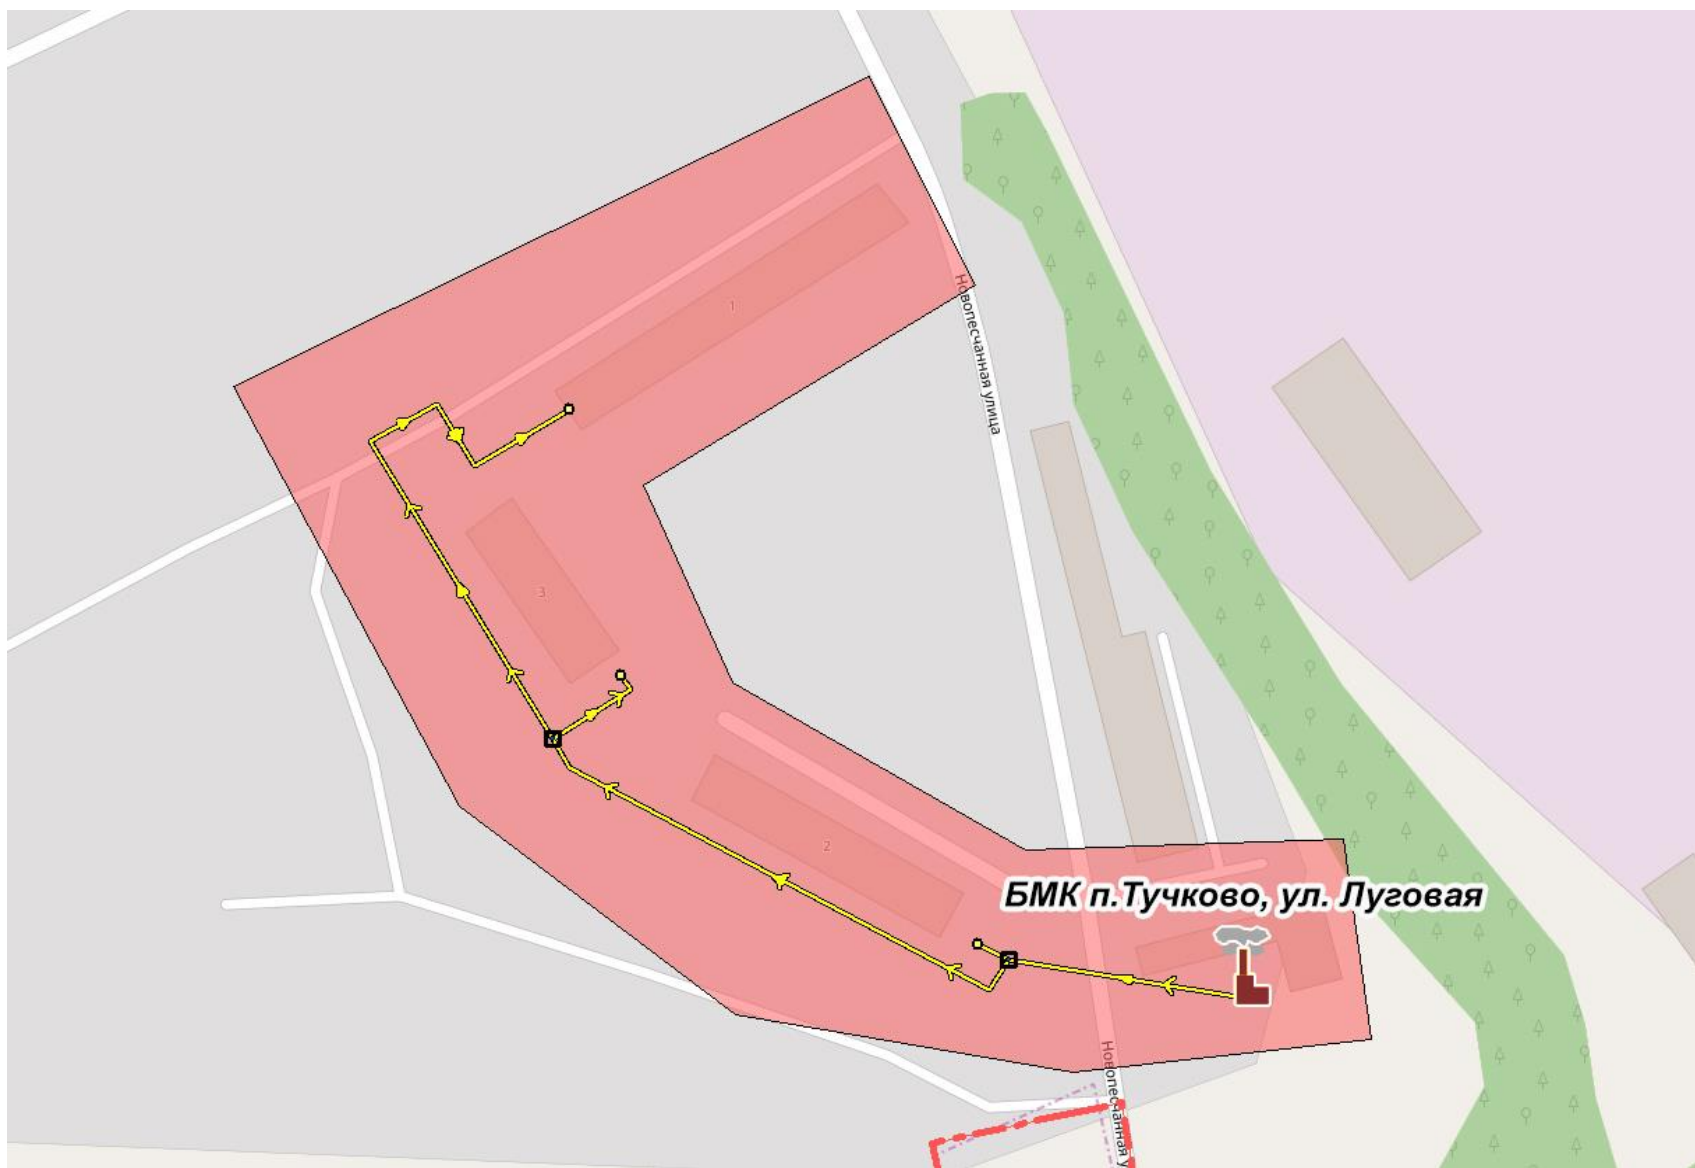 1
Новопесчанная улица
3
2
БМК п.Тучково, ул. Луговая
Новопесчанная у